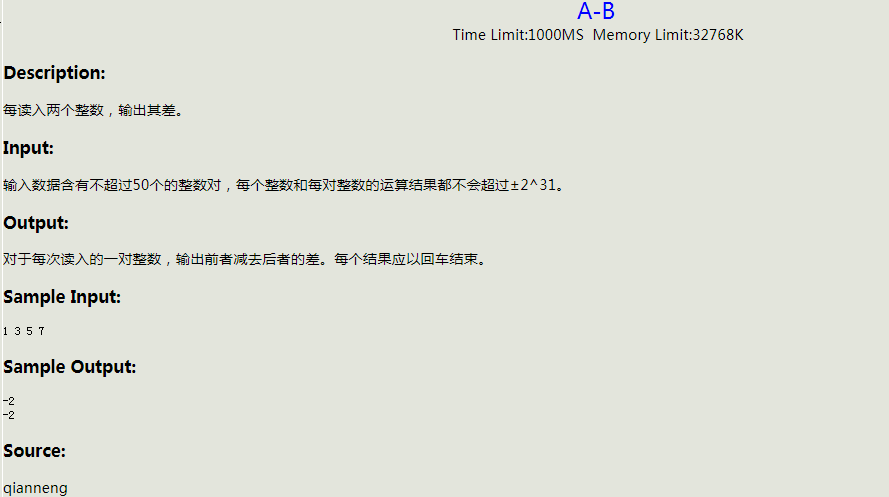 A-B
Time Limit:1000MS Memory Limit:32768K
Description:
每读入两个整数，输出其差。
Input:
输入数据含有不超过50个的整数对，每个整数和每对整数的运算结果都不会超过±2^31。
Output:
对于每次读入的一对整数，输出前者减去后者的差。每个结果应以回车结束。
Sample Input:
1 3 5 7
Sample Output:
-2
-2
Source:
qianneng